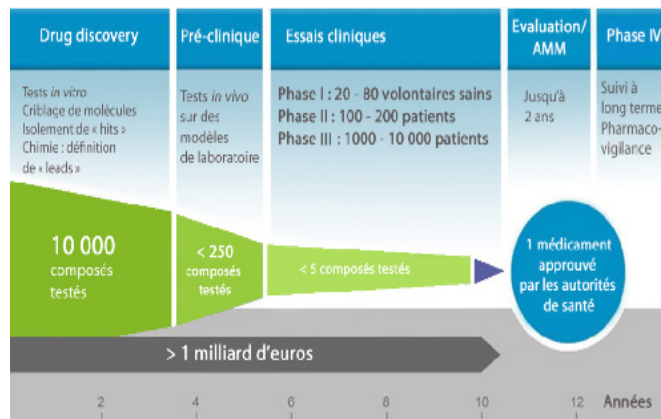 Drug discovery
Tests in vitro
Criblage de molécules
Isolement de « hits »
Chimie : définition
de « leads »
Pré-clinique
Tests in vivo
sur des
modèles
de laboratoire
Essais cliniques
Phase I : 20 - 80 volontaires sains
Phase II : 100 - 200 patients
Phase III : 1000 - 10 000 patients
Evaluation/
AMM
Jusqu'à
2 ans
Phase IV
Suivi à
long terme
Pharmaco-
vigilance
10 000
composés
testés
< 250
composés
testés
< 5 composés testés
1 médicament
approuvé
par les autorités
de santé
> 1 milliard d'euros
2 4 6 8 10 12 Années